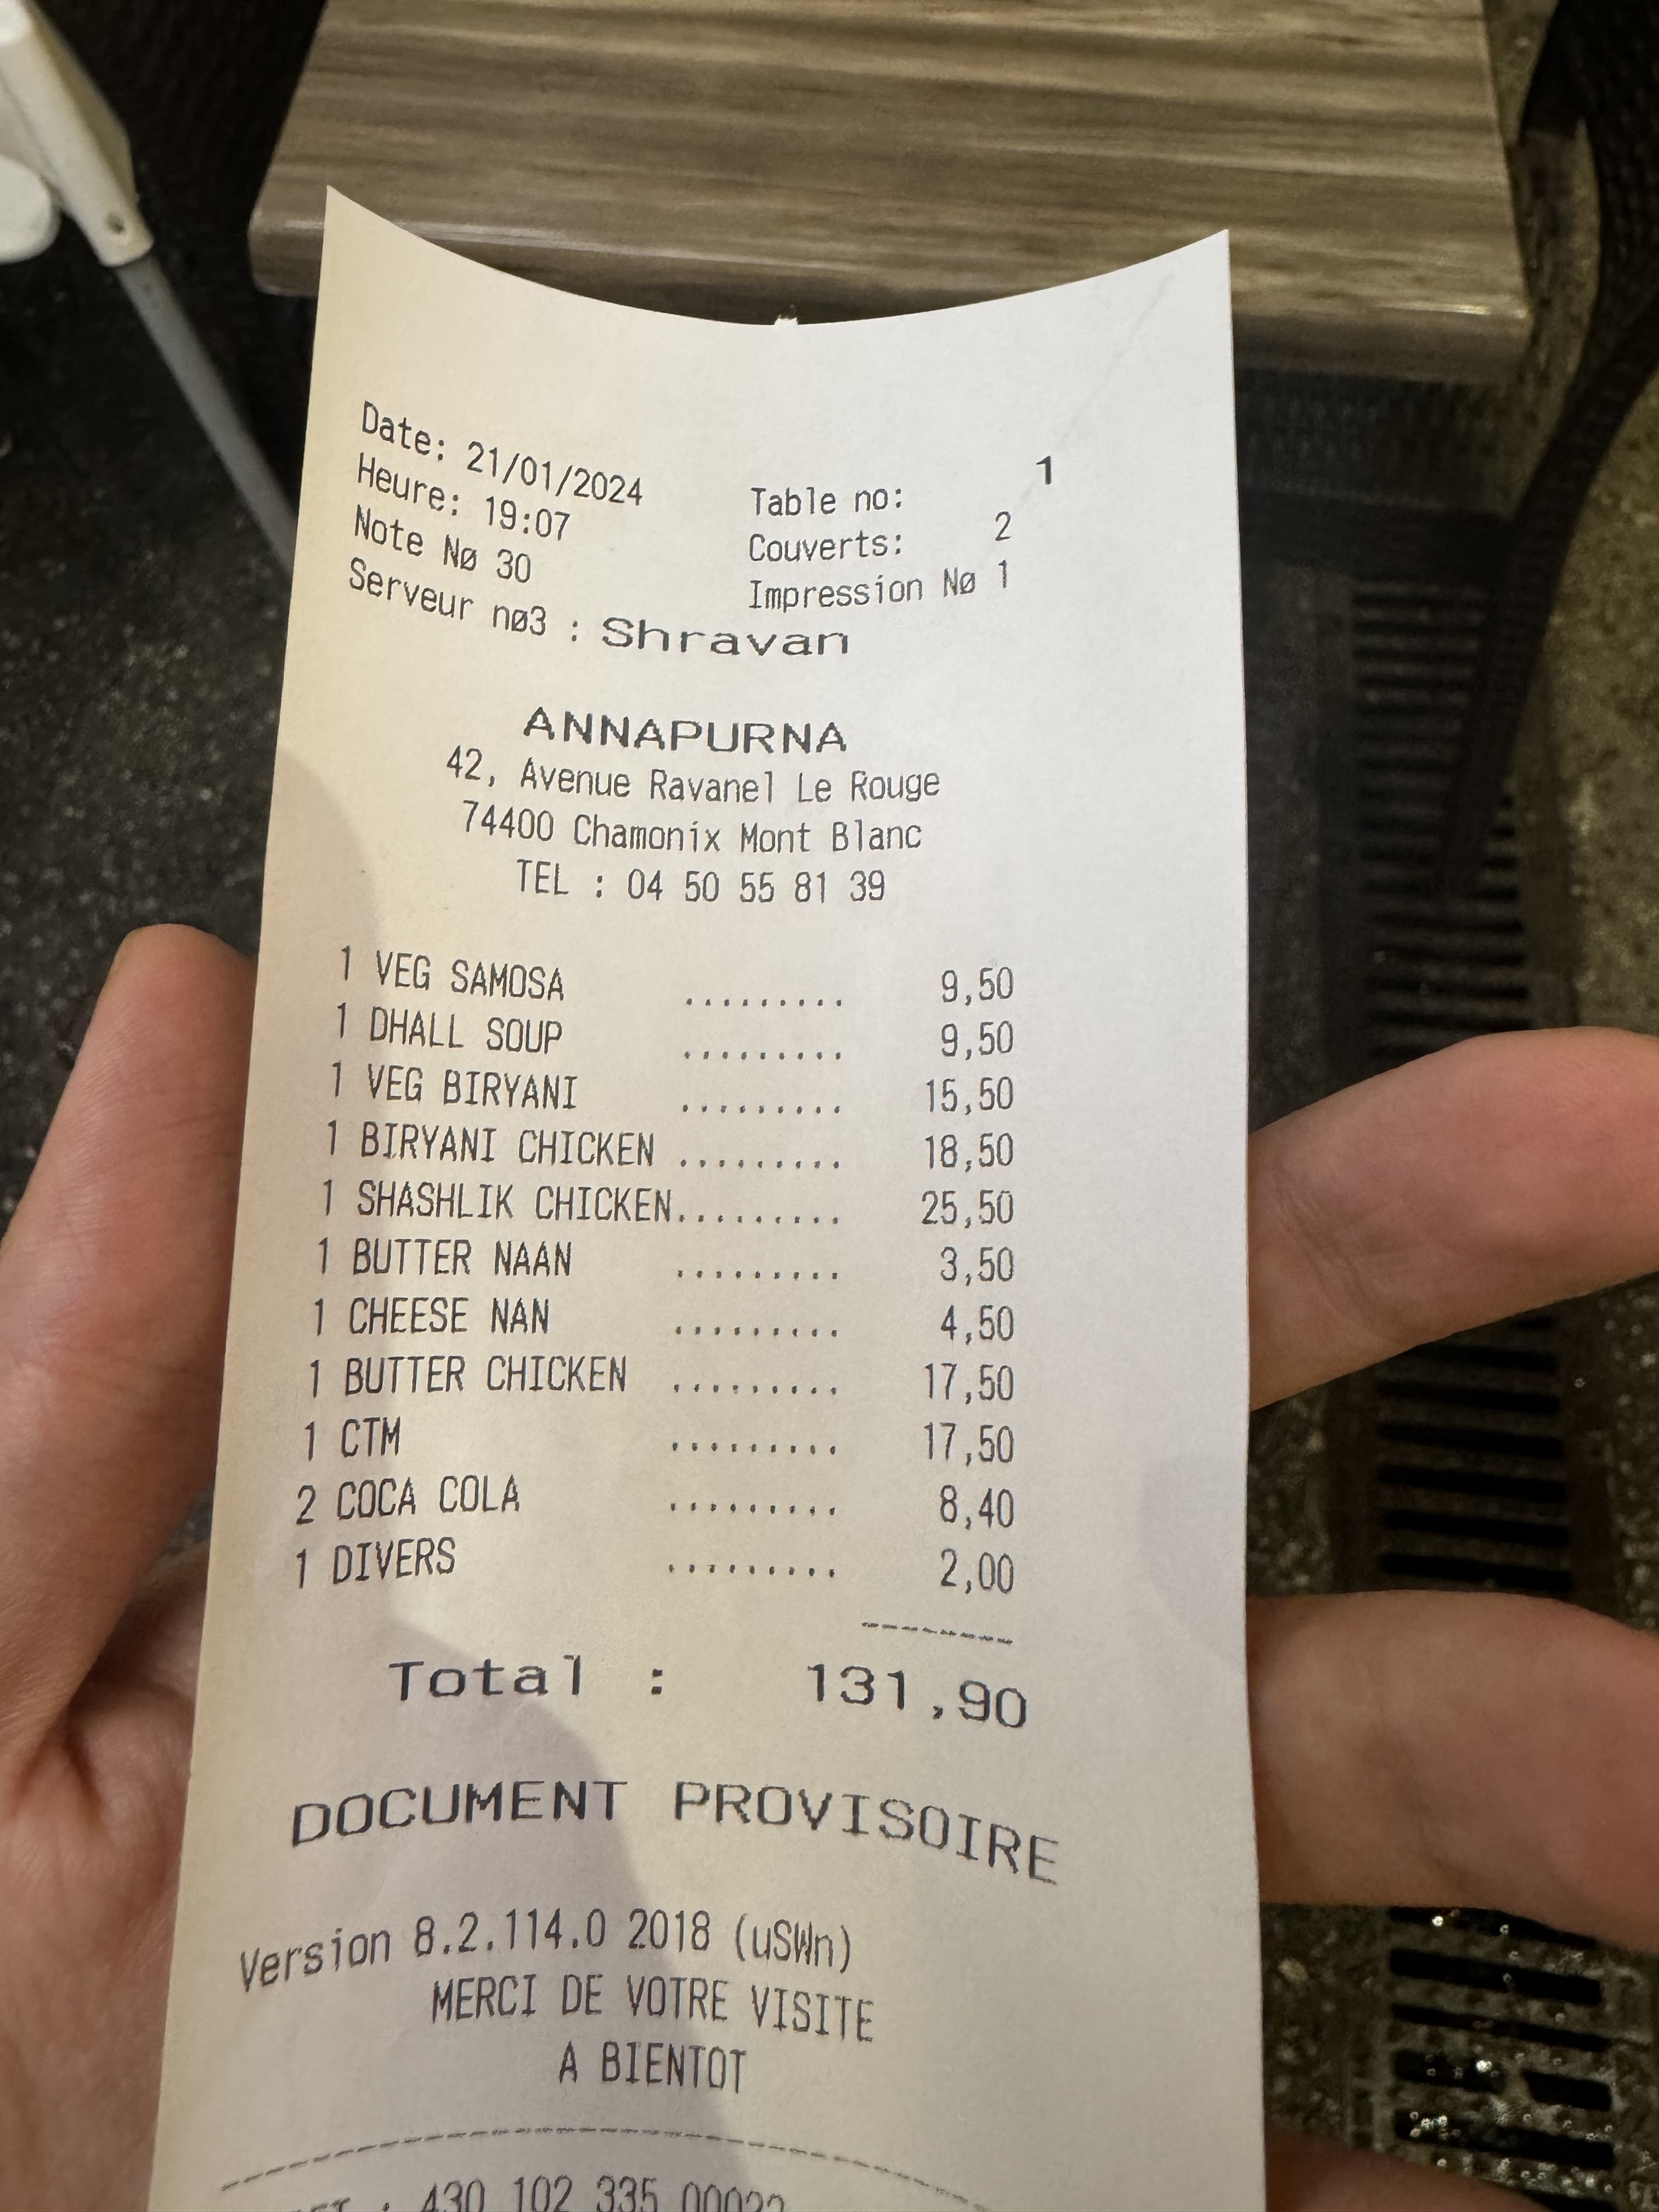 Date: 21/01/2024
Heure: 19:07
Note Nø 30
Table no: 1
Couverts: 2
Impression Nø 1
Serveur nø3 : Shravan
ANNAPURNA
42, Avenue Ravanel Le Rouge
74400 Chamonix Mont Blanc
TEL : 04 50 55 81 39
1 VEG SAMOSA ......... 9,50
1 DHALL SOUP ......... 9,50
1 VEG BIRYANI ......... 15,50
1 BIRYANI CHICKEN ......... 18,50
1 SHASHLIK CHICKEN......... 25,50
1 BUTTER NAAN ......... 3,50
1 CHEESE NAN ......... 4,50
1 BUTTER CHICKEN ......... 17,50
1 CTM ......... 17,50
2 COCA COLA ......... 8,40
1 DIVERS ......... 2,00
Total : 131,90
DOCUMENT PROVISOIRE
Version 8.2.114.0 2018 (uSWn)
MERCI DE VOTRE VISITE
A BIENTOT
: 430 102 335